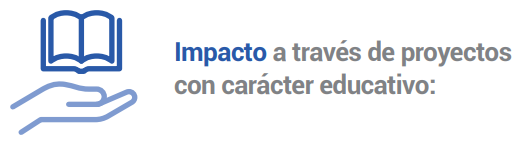 Impacto a través de proyectos
con carácter educativo: